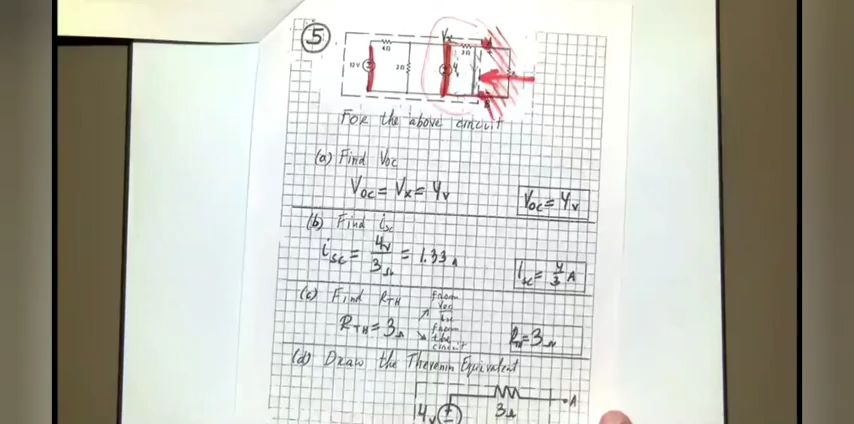 5
Vx
4Ω
3Ω
12V
2Ω
4v
A
B
FOR the above circuit
(a) Find Voc
Voc = Vx = 4v
Voc = 4v
(b) Find isc
isc = 4v / 3Ω = 1.33 A
Isc = 4/3 A
(c) Find RTH
from
Voc
Isc
RTH = 3Ω
from
the
circuit
RTH = 3Ω
(d) Draw the Thevenin Equivalent
4v
3Ω
A